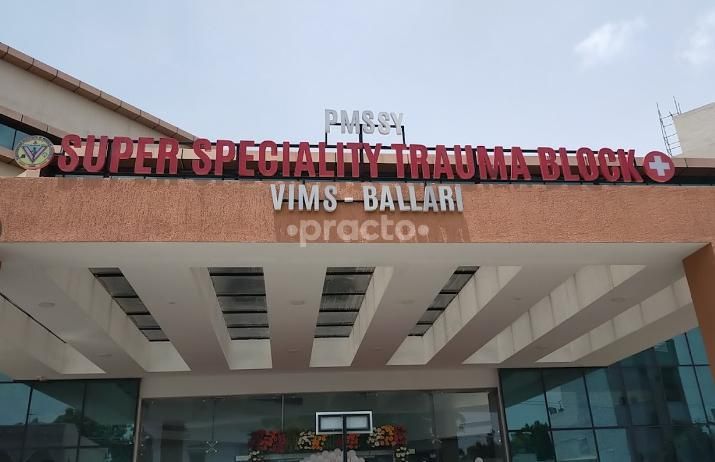 PMSSY
SUPER SPECIALITY TRAUMA BLOCK
VIMS - BALLARI
•practo•